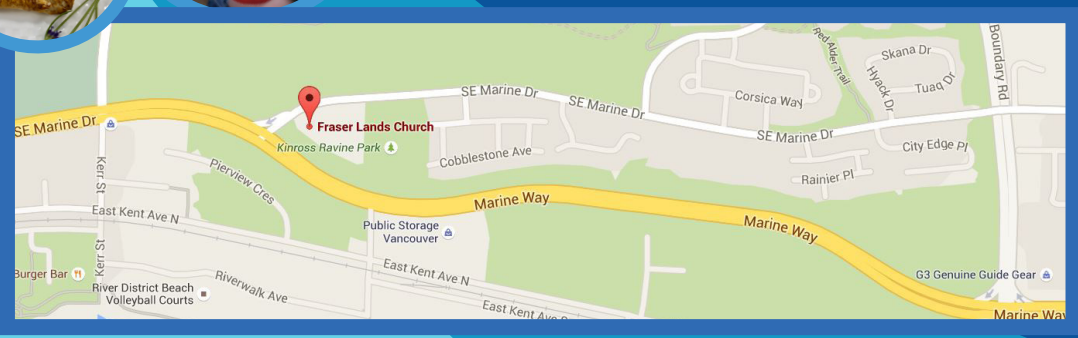 Boundary Rd
Red Alder Trail
Skana Dr
Hyack Dr
Tuaq Dr
SE Marine Dr
SE Marine Dr
Corsica Way
SE Marine Dr
Fraser Lands Church
SE Marine Dr
City Edge Pl
Kinross Ravine Park
Cobblestone Ave
Kerr St
Pierview Cres
Rainier Pl
Marine Way
East Kent Ave N
Public Storage
Vancouver
Marine Way
Kerr St
East Kent Ave N
G3 Genuine Guide Gear
Burger Bar
River District Beach
Volleyball Courts
Riverwalk Ave
East Kent Ave
Marine Way